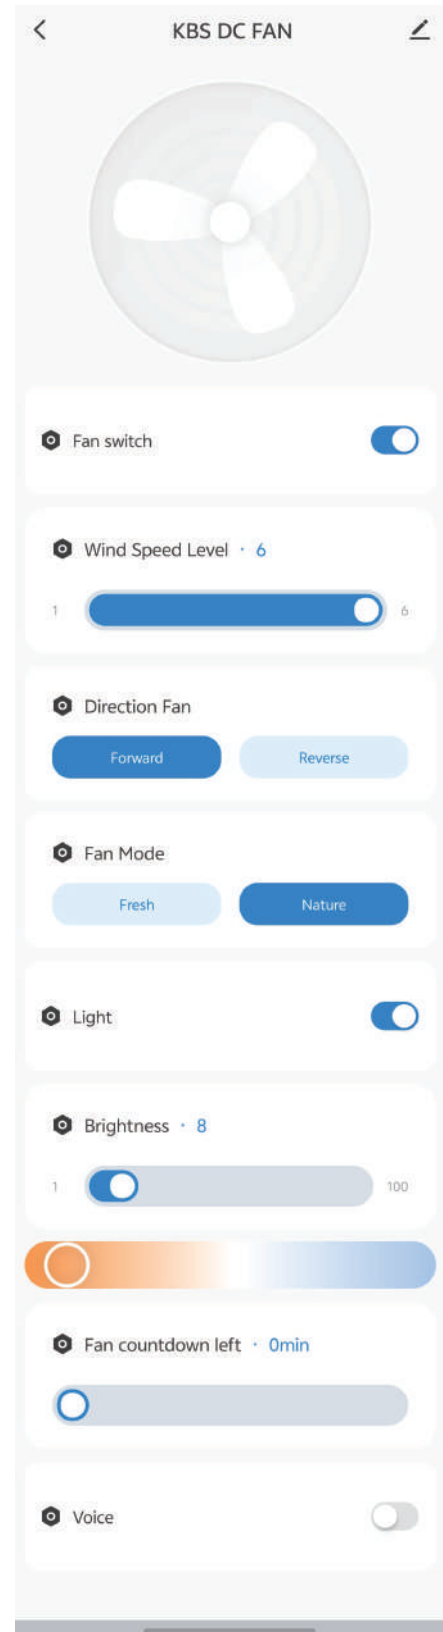 KBS DC FAN
Fan switch
Wind Speed Level · 6
1 6
Direction Fan
Forward Reverse
Fan Mode
Fresh Nature
Light
Brightness · 8
1 100
Fan countdown left · 0min
Voice